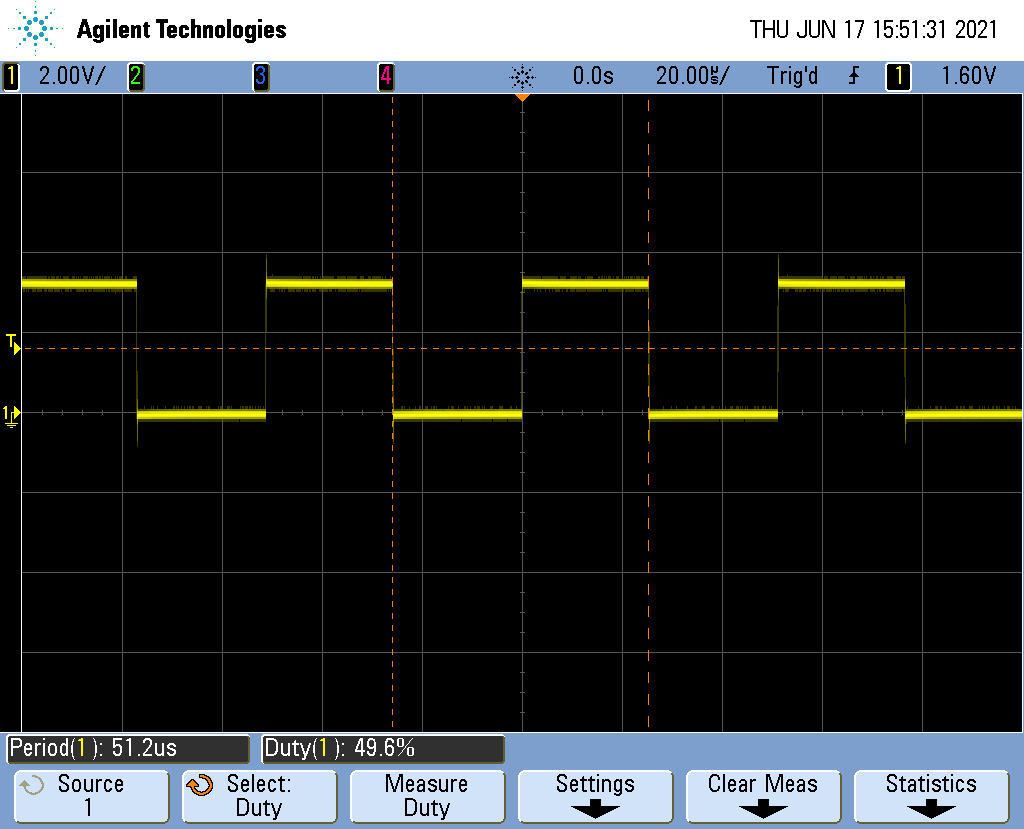 Agilent Technologies THU JUN 17 15:51:31 2021
1 2.00V/ 2 3 4 0.0s 20.00us/ Trig'd 1 1.60V
T
1
Period(1): 51.2us Duty(1): 49.6%
Source Select: Measure Settings Clear Meas Statistics
1 Duty Duty